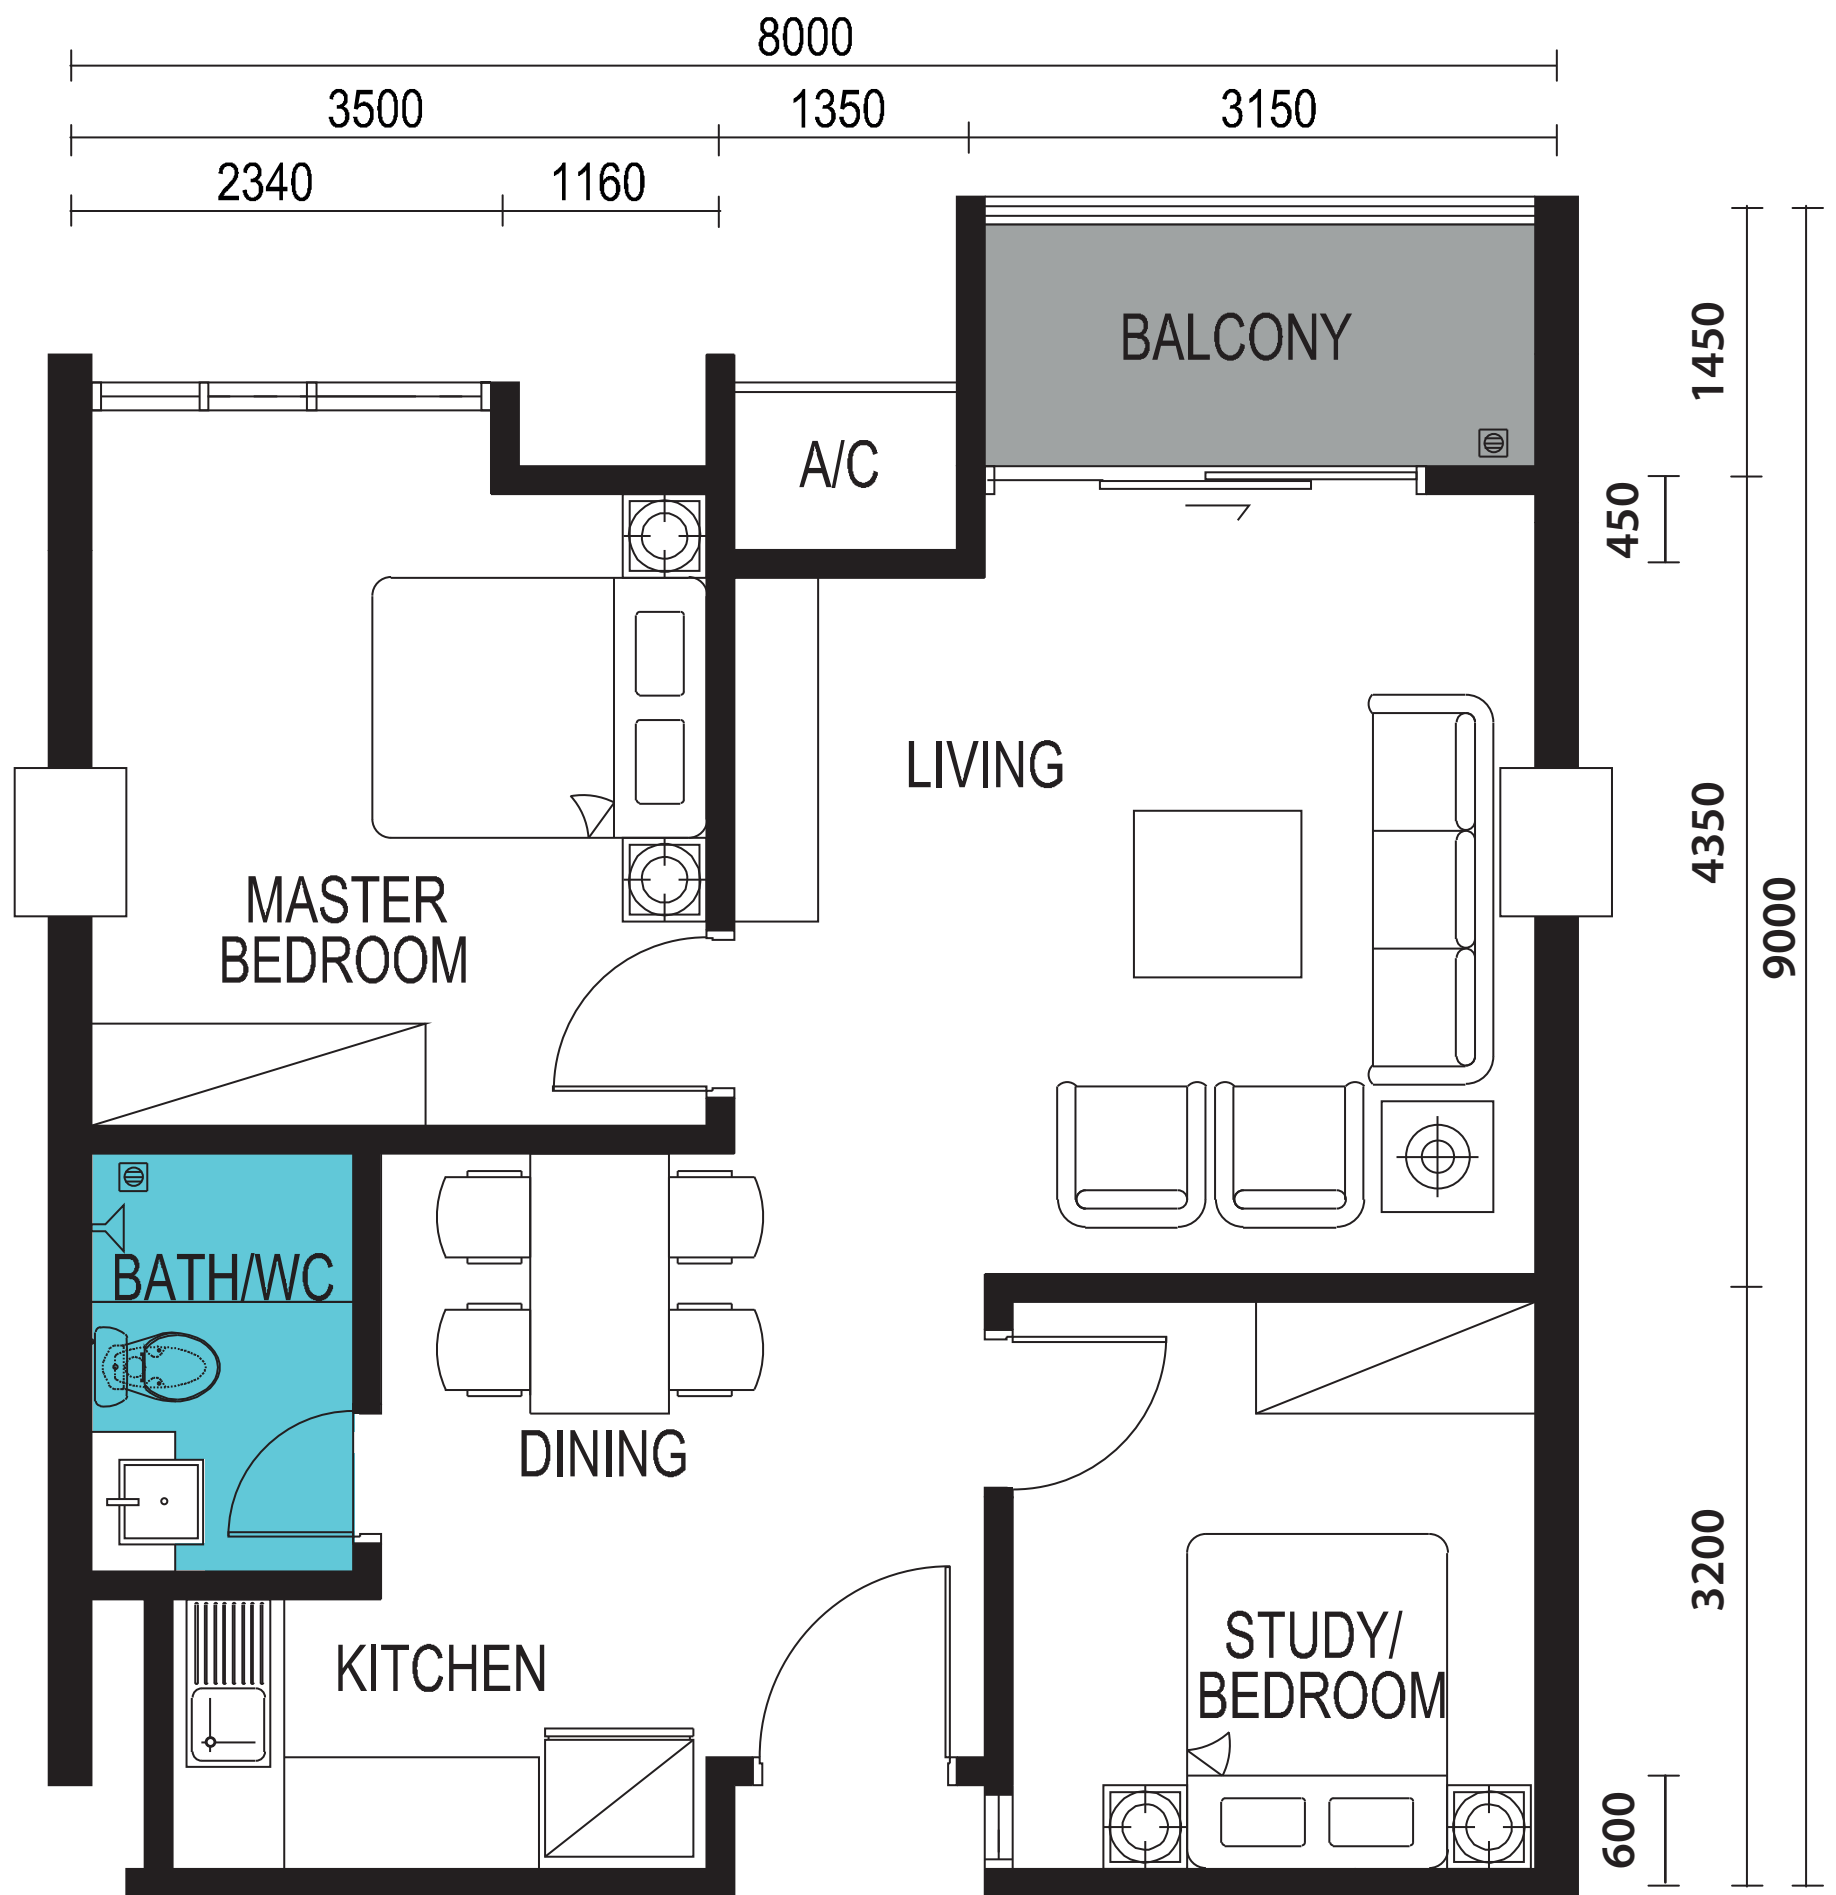 8000
3500 1350 3150
2340 1160
BALCONY
1450
A/C
450
LIVING
4350
MASTER
BEDROOM
9000
BATH/WC
DINING
3200
KITCHEN
STUDY/
BEDROOM
600